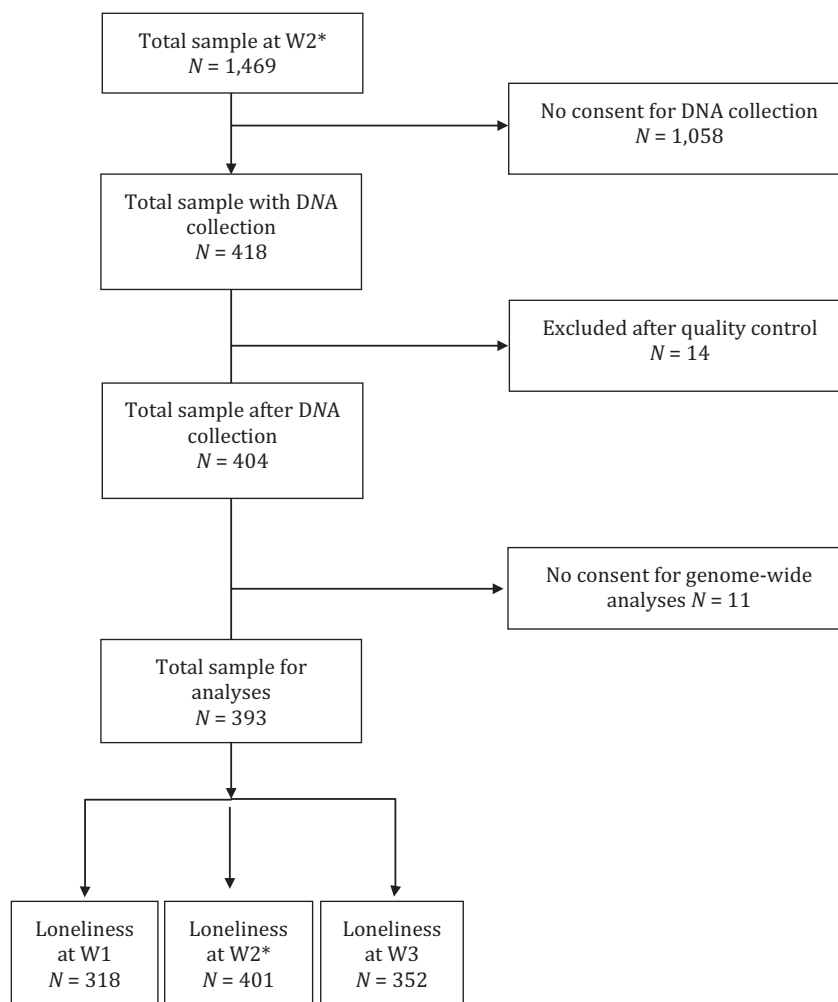 Total sample at W2*
N = 1,469
No consent for DNA collection
N = 1,058
Total sample with DNA
collection
N = 418
Excluded after quality control
N = 14
Total sample after DNA
collection
N = 404
No consent for genome-wide
analyses N = 11
Total sample for
analyses
N = 393
Loneliness
at W1
N = 318
Loneliness
at W2*
N = 401
Loneliness
at W3
N = 352